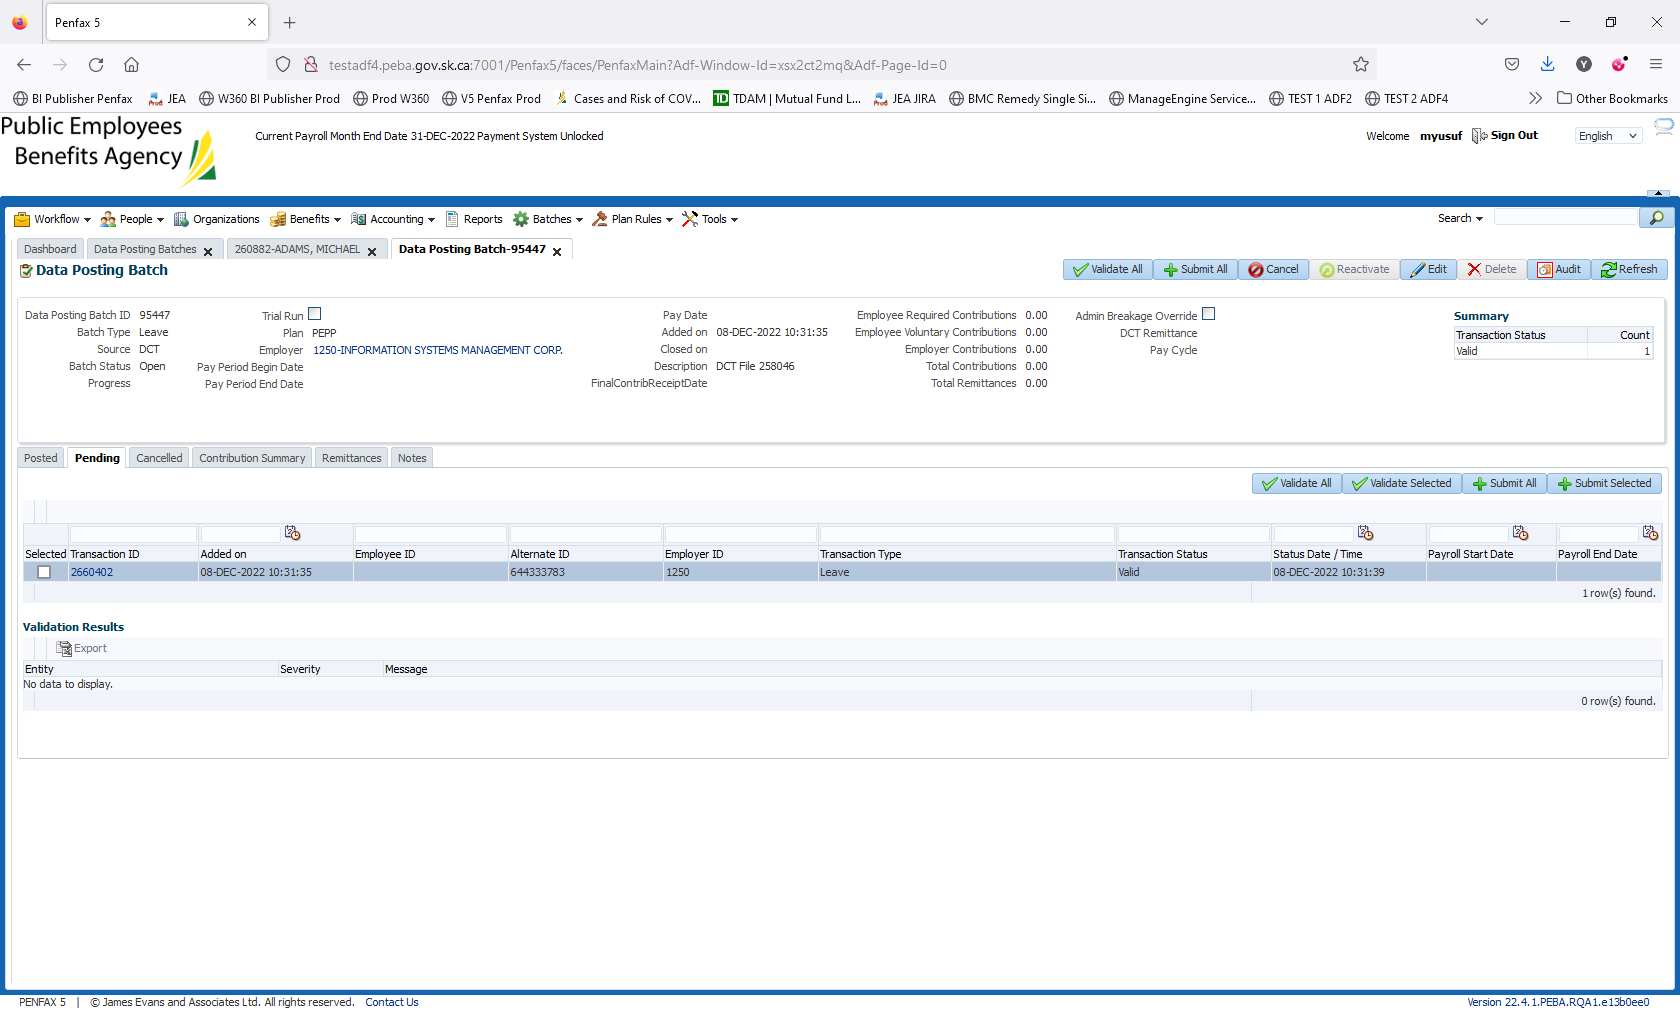 Penfax 5
testadf4.peba.gov.sk.ca:7001/Penfax5/faces/PenfaxMain?Adf-Window-Id=xsx2ct2mq&Adf-Page-Id=0
BI Publisher Penfax JEA W360 BI Publisher Prod Prod W360 V5 Penfax Prod Cases and Risk of COV... TD TDAM | Mutual Fund L... JEA JIRA BMC Remedy Single Si... ManageEngine Service... TEST 1 ADF2 TEST 2 ADF4 Other Bookmarks
Public Employees
Benefits Agency
Current Payroll Month End Date 31-DEC-2022 Payment System Unlocked
Welcome myusuf Sign Out English
Workflow People Organizations Benefits Accounting Reports Batches Plan Rules Tools Search
Dashboard Data Posting Batches 260882-ADAMS, MICHAEL Data Posting Batch-95447
Data Posting Batch
Validate All Submit All Cancel Reactivate Edit Delete Audit Refresh
Data Posting Batch ID 95447 Trial Run Pay Date Employee Required Contributions 0.00 Admin Breakage Override Summary
Batch Type Leave Plan PEPP Added on 08-DEC-2022 10:31:35 Employee Voluntary Contributions 0.00 DCT Remittance Transaction Status Count
Source DCT Employer 1250-INFORMATION SYSTEMS MANAGEMENT CORP. Closed on Employer Contributions 0.00 Pay Cycle Valid 1
Batch Status Open Pay Period Begin Date Description DCT File 258046 Total Contributions 0.00
Progress Pay Period End Date FinalContribReceiptDate Total Remittances 0.00
Posted Pending Cancelled Contribution Summary Remittances Notes
Validate All Validate Selected Submit All Submit Selected
Selected Transaction ID Added on Employee ID Alternate ID Employer ID Transaction Type Transaction Status Status Date / Time Payroll Start Date Payroll End Date
2660402 08-DEC-2022 10:31:35 644333783 1250 Leave Valid 08-DEC-2022 10:31:39
1 row(s) found.
Validation Results
Export
Entity Severity Message
No data to display.
0 row(s) found.
PENFAX 5 | © James Evans and Associates Ltd. All rights reserved. Contact Us Version 22.4.1.PEBA.RQA1.e13b0ee0